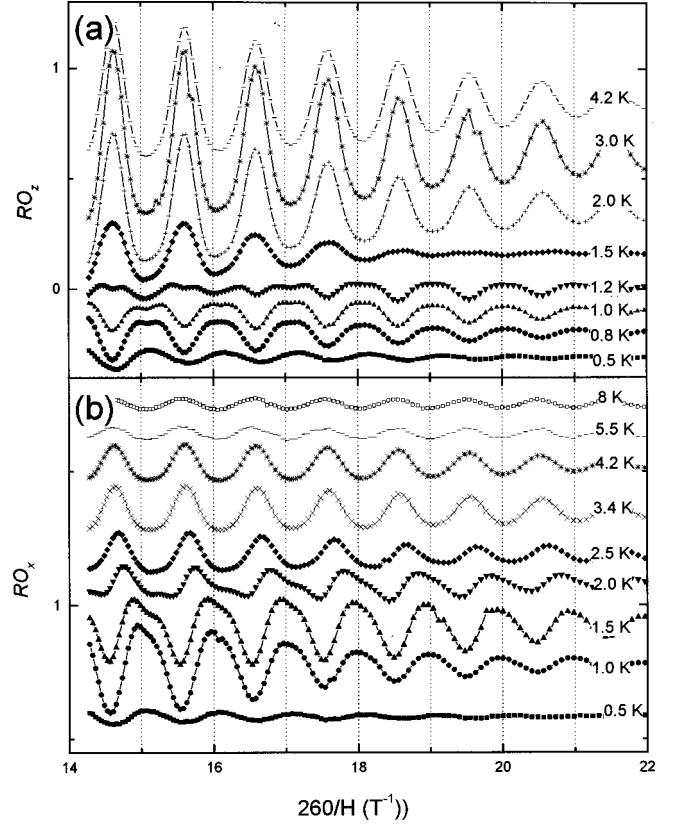 (a)
1
0
RO_z
4.2 K
3.0 K
2.0 K
1.5 K
1.2 K
1.0 K
0.8 K
0.5 K
(b)
1
RO_x
8 K
5.5 K
4.2 K
3.4 K
2.5 K
2.0 K
1.5 K
1.0 K
0.5 K
14 16 18 20 22
260/H (T⁻¹))